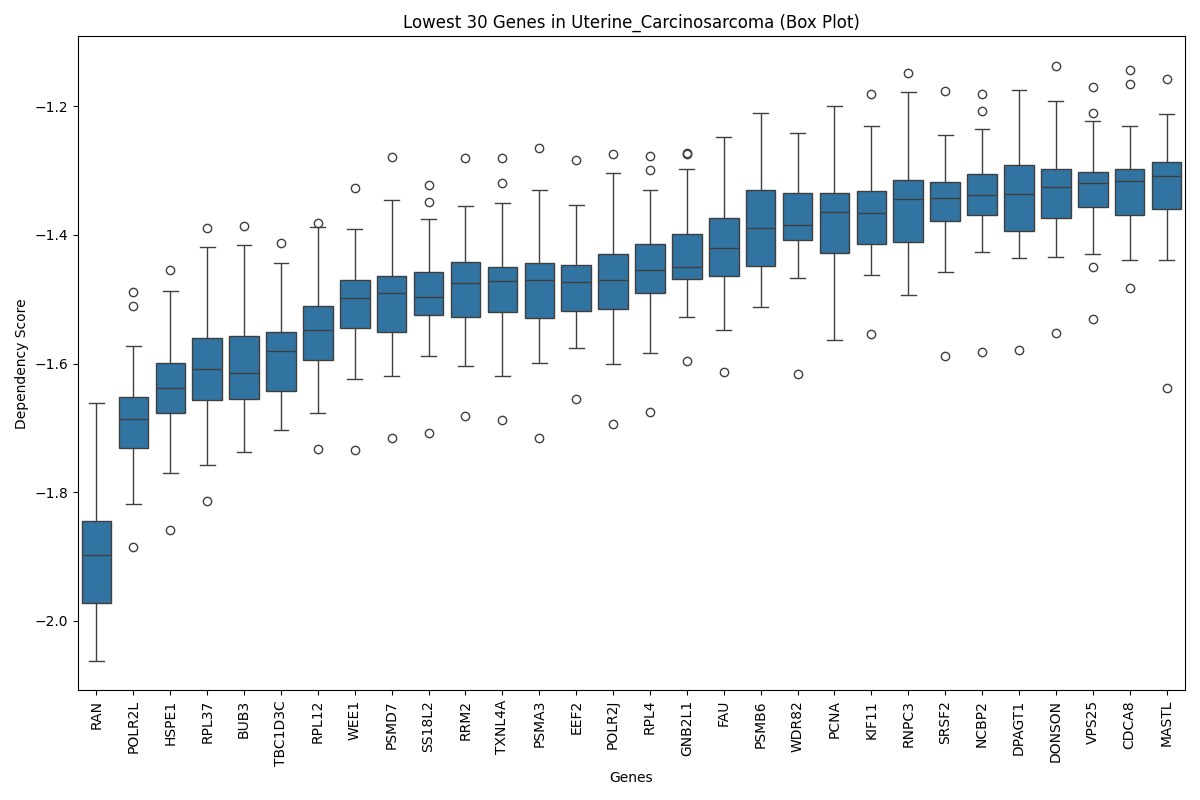 Lowest 30 Genes in Uterine_Carcinosarcoma (Box Plot)
Dependency Score
−1.2
−1.4
−1.6
−1.8
−2.0
RAN
POLR2L
HSPE1
RPL37
BUB3
TBC1D3C
RPL12
WEE1
PSMD7
SS18L2
RRM2
TXNL4A
PSMA3
EEF2
POLR2J
RPL4
GNB2L1
FAU
PSMB6
WDR82
PCNA
KIF11
RNPC3
SRSF2
NCBP2
DPAGT1
DONSON
VPS25
CDCA8
MASTL
Genes